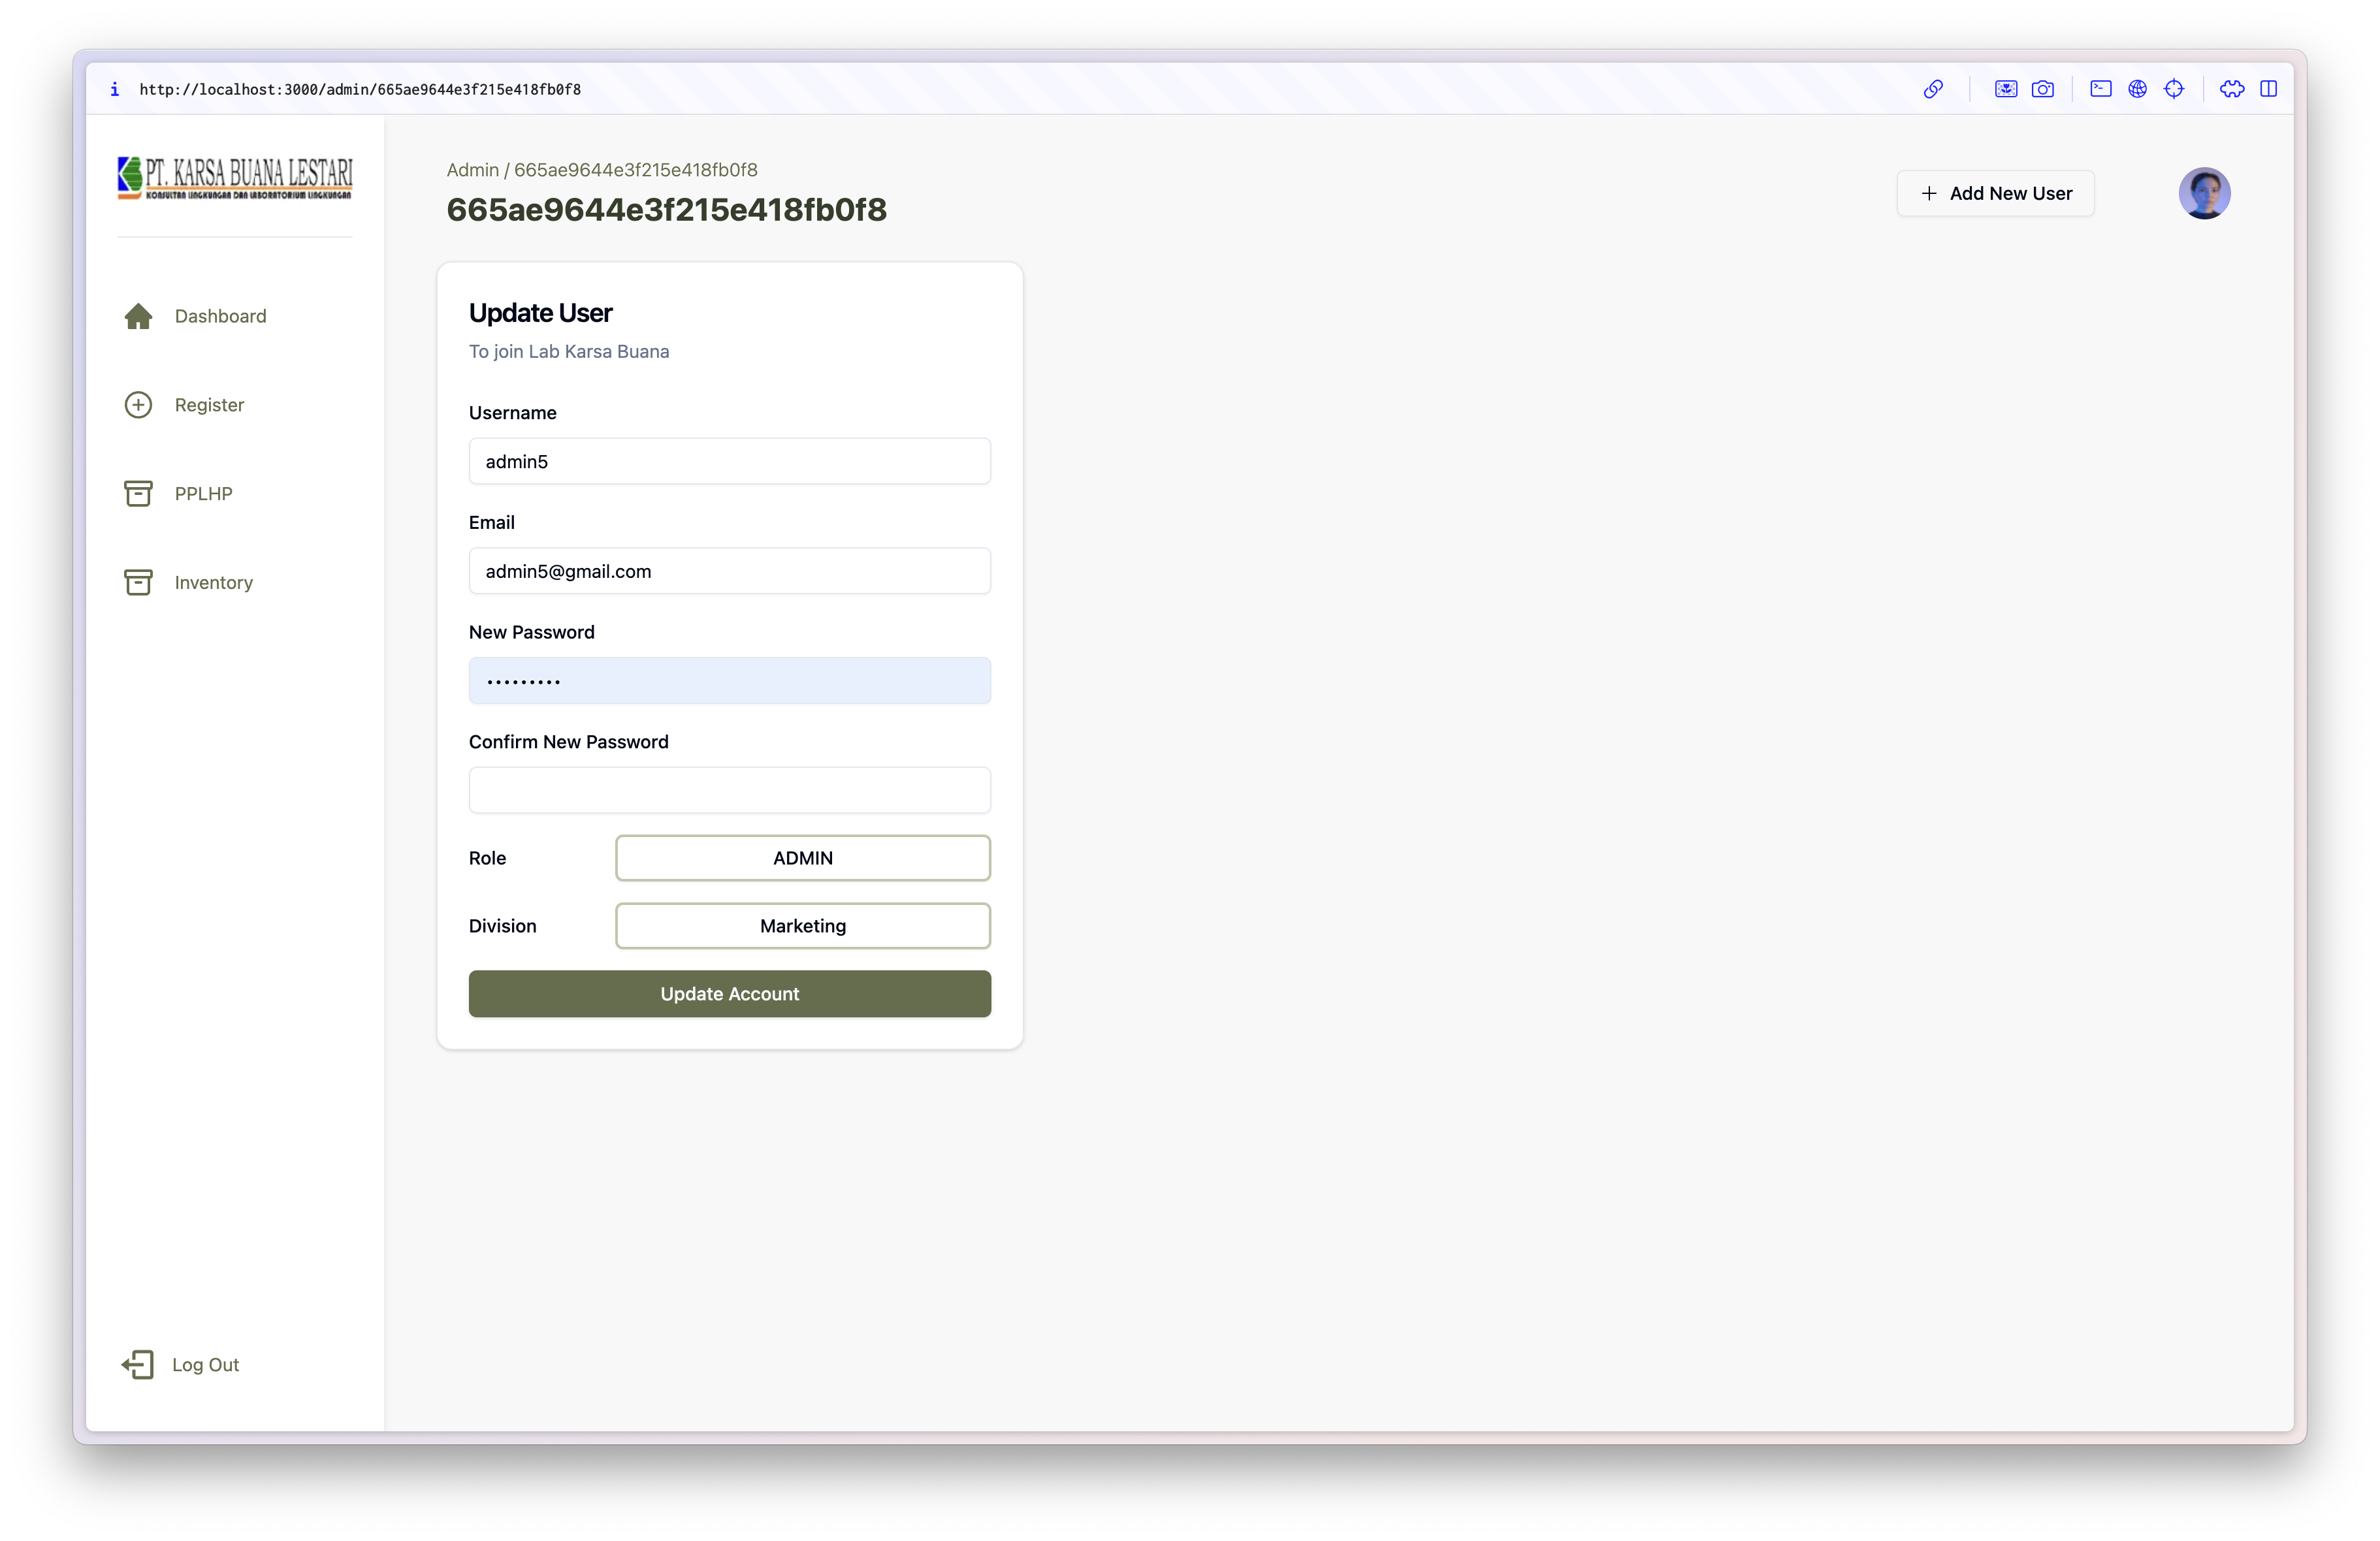 http://localhost:3000/admin/665ae9644e3f215e418fb0f8
PT. KARSA BUANA LESTARI
KONSULTAN LINGKUNGAN DAN LABORATORIUM LINGKUNGAN
Dashboard
Register
PPLHP
Inventory
Log Out
Admin / 665ae9644e3f215e418fb0f8
665ae9644e3f215e418fb0f8
Add New User
Update User
To join Lab Karsa Buana
Username
admin5
Email
admin5@gmail.com
New Password
•••••••••
Confirm New Password
Role
ADMIN
Division
Marketing
Update Account